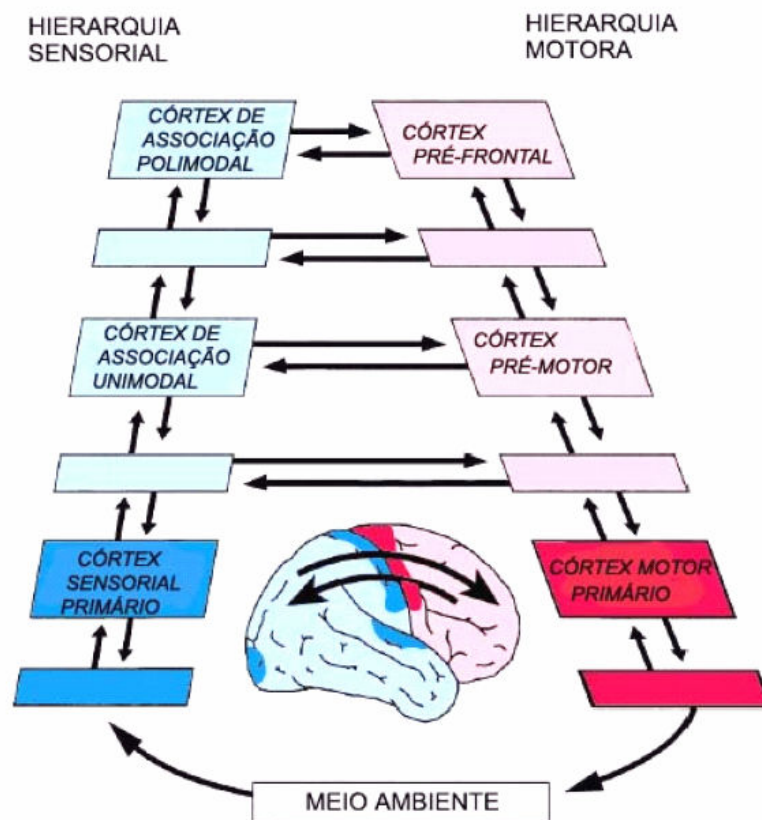 HIERARQUIA
SENSORIAL
HIERARQUIA
MOTORA
CÓRTEX DE
ASSOCIAÇÃO
POLIMODAL
CÓRTEX
PRÉ-FRONTAL
CÓRTEX DE
ASSOCIAÇÃO
UNIMODAL
CÓRTEX
PRÉ-MOTOR
CÓRTEX
SENSORIAL
PRIMÁRIO
CÓRTEX MOTOR
PRIMÁRIO
MEIO AMBIENTE